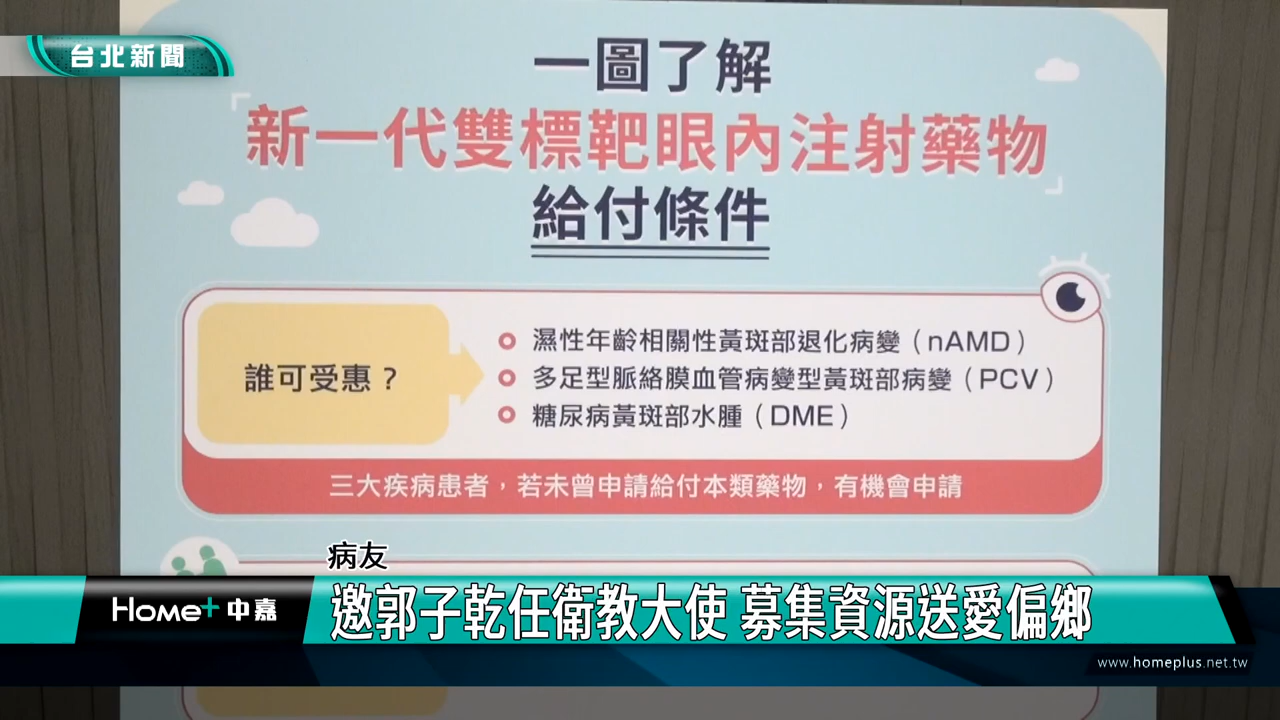 台北新聞
一圖了解
「新一代雙標靶眼內注射藥物」
給付條件
誰可受惠？
濕性年齡相關性黃斑部退化病變（nAMD）
多足型脈絡膜血管病變型黃斑部病變（PCV）
糖尿病黃斑部水腫（DME）
三大疾病患者，若未曾申請給付本類藥物，有機會申請
病友
Home+中嘉
邀郭子乾任衛教大使 募集資源送愛偏鄉
www.homeplus.net.tw